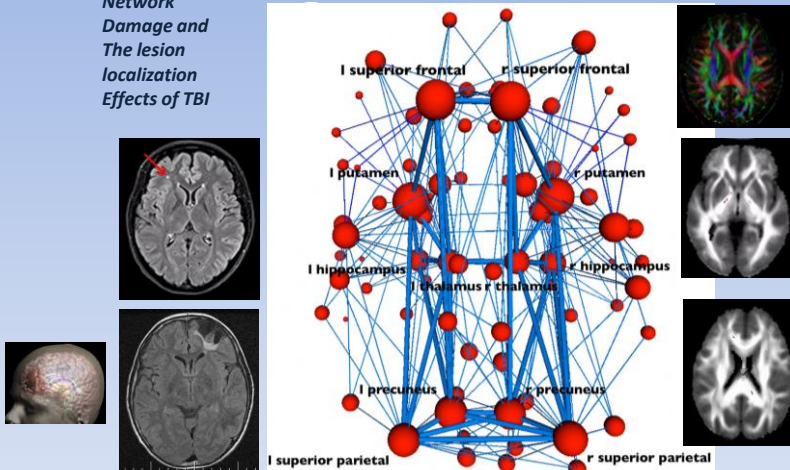 Network
Damage and
The lesion
localization
Effects of TBI
l superior frontal
r superior frontal
l putamen
r putamen
l hippocampus
r hippocampus
l thalamus
r thalamus
l precuneus
r precuneus
l superior parietal
r superior parietal